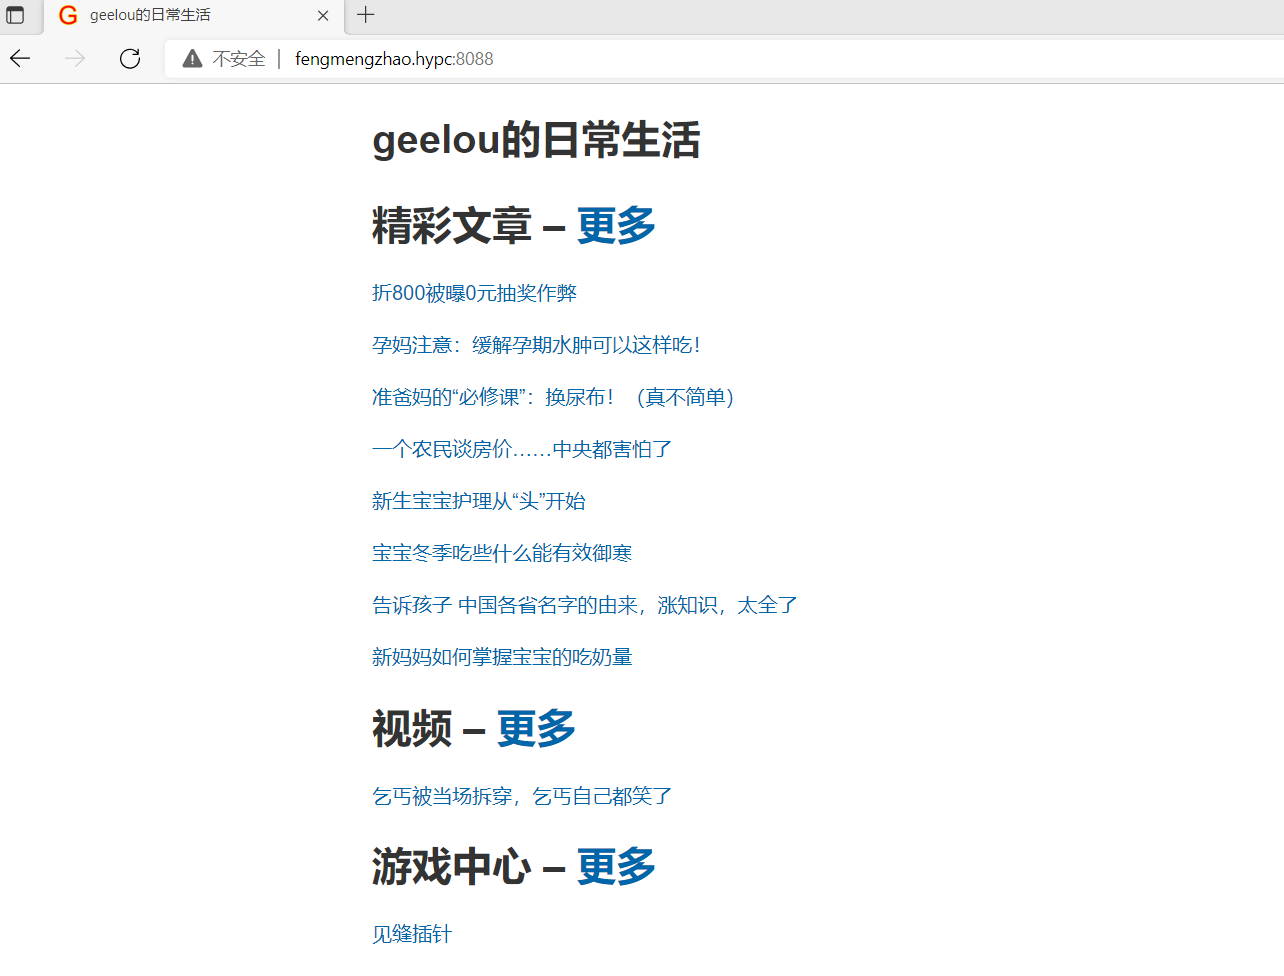 geelou的日常生活
不安全 | fengmengzhao.hypc:8088
geelou的日常生活
精彩文章 – 更多
折800被曝0元抽奖作弊
孕妈注意：缓解孕期水肿可以这样吃！
准爸妈的“必修课”：换尿布！（真不简单）
一个农民谈房价……中央都害怕了
新生宝宝护理从“头”开始
宝宝冬季吃些什么能有效御寒
告诉孩子 中国各省名字的由来，涨知识，太全了
新妈妈如何掌握宝宝的吃奶量
视频 – 更多
乞丐被当场拆穿，乞丐自己都笑了
游戏中心 – 更多
见缝插针